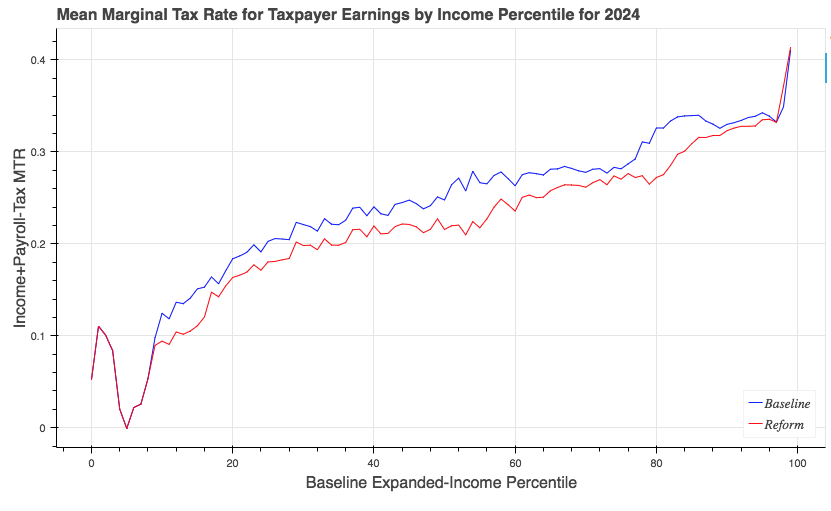 Mean Marginal Tax Rate for Taxpayer Earnings by Income Percentile for 2024
Income+Payroll-Tax MTR
0.4
0.3
0.2
0.1
0
Baseline
Reform
0 20 40 60 80 100
Baseline Expanded-Income Percentile